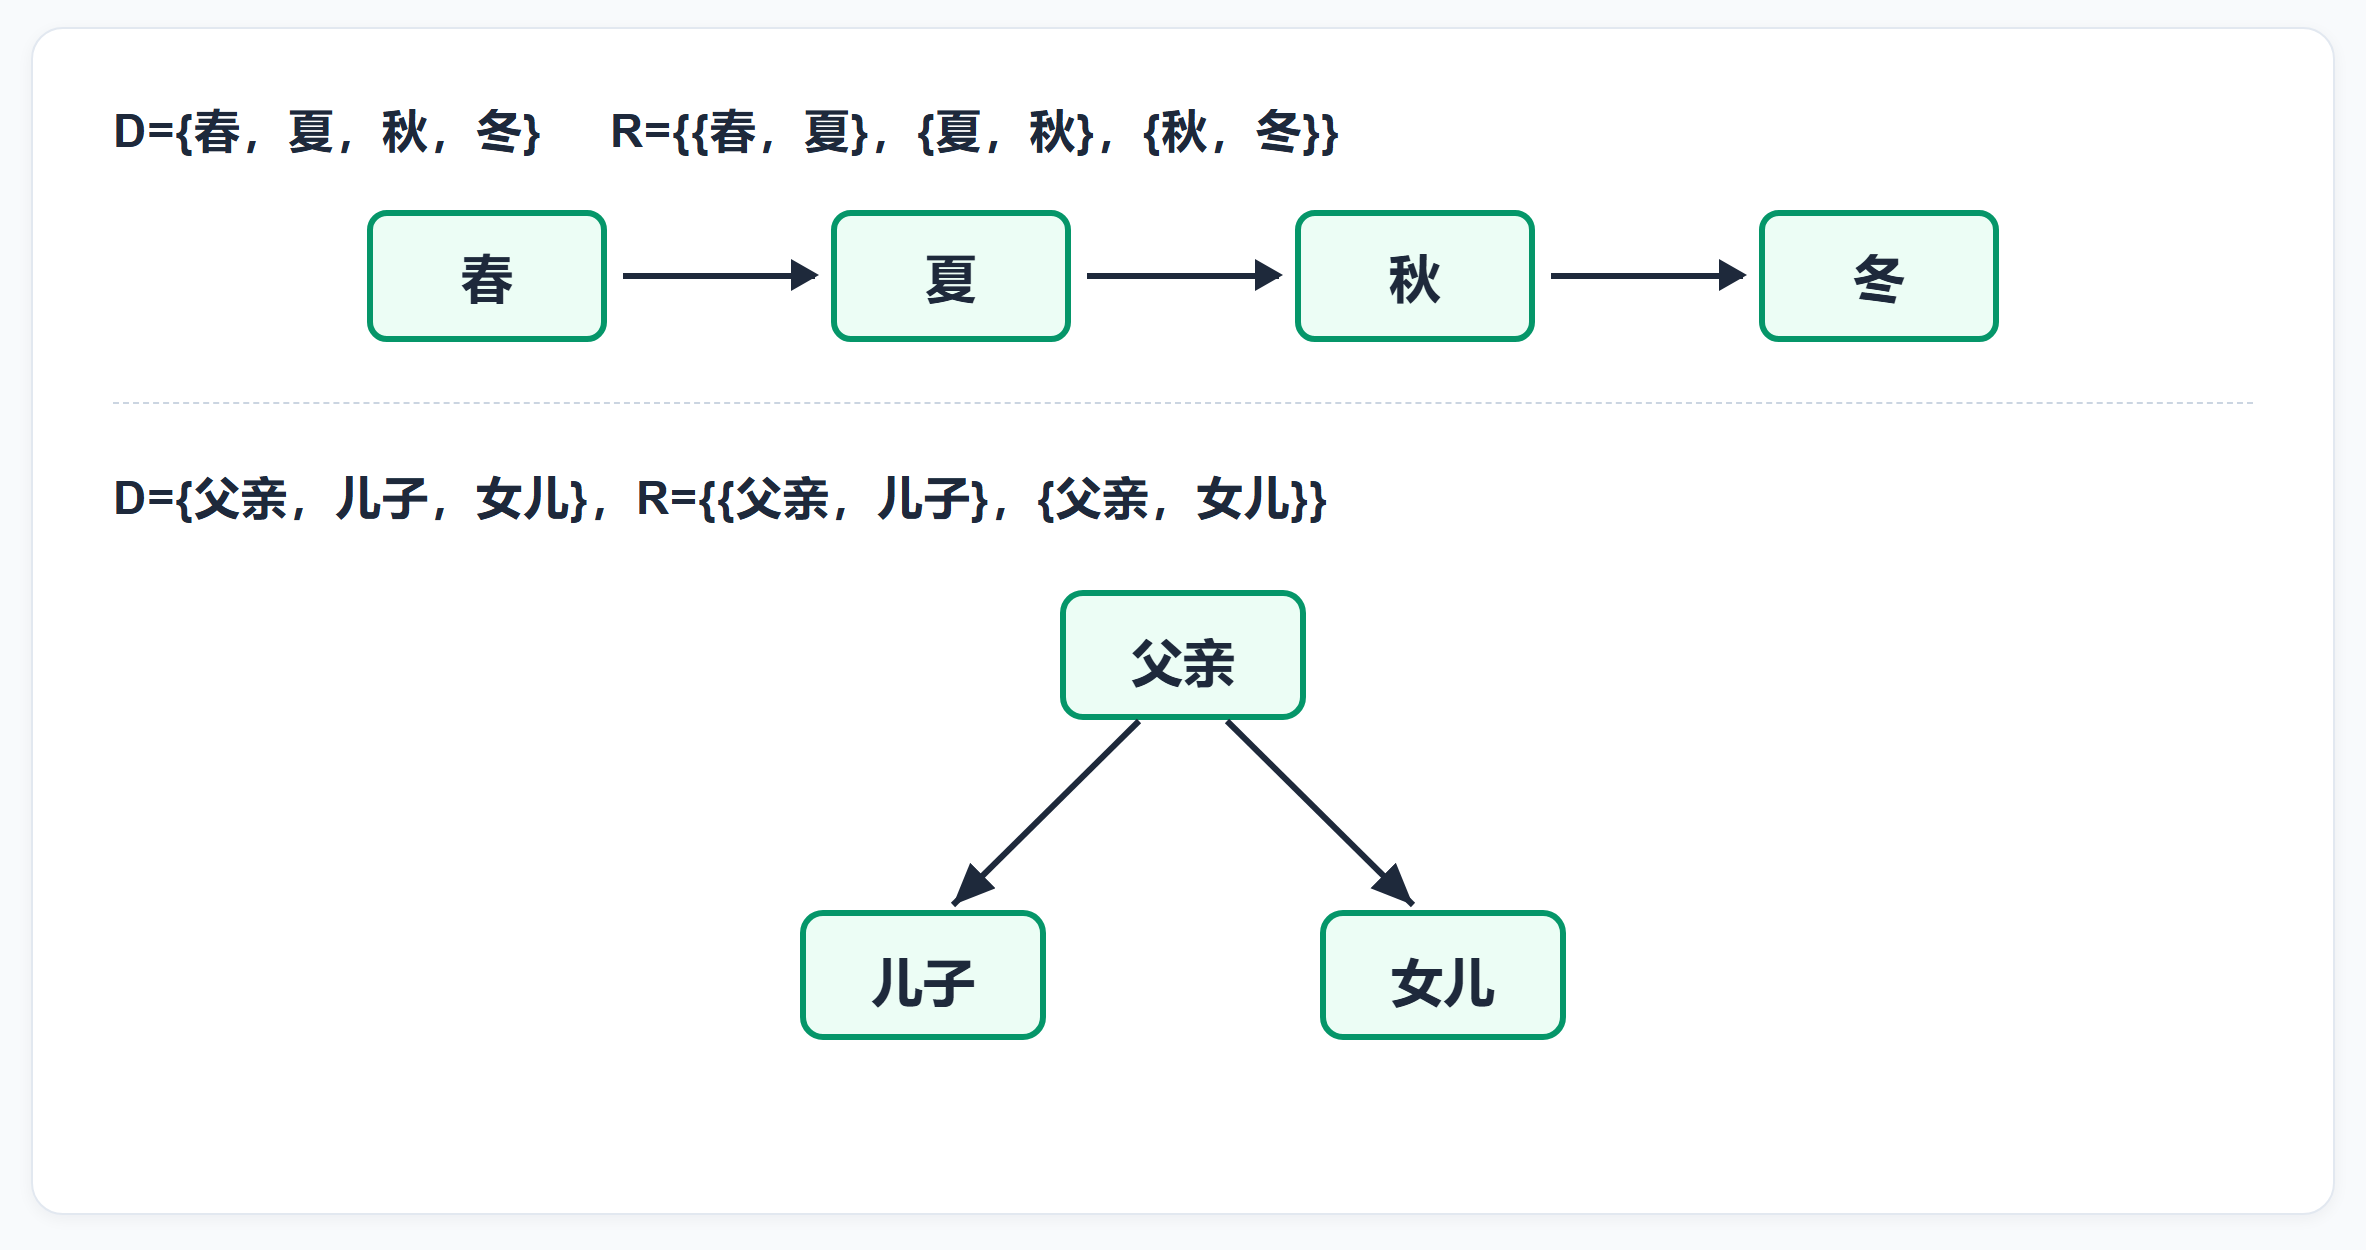 D={春，夏，秋，冬} R={{春，夏}，{夏，秋}，{秋，冬}}
春 夏 秋 冬
D={父亲，儿子，女儿}，R={{父亲，儿子}，{父亲，女儿}}
父亲
儿子 女儿